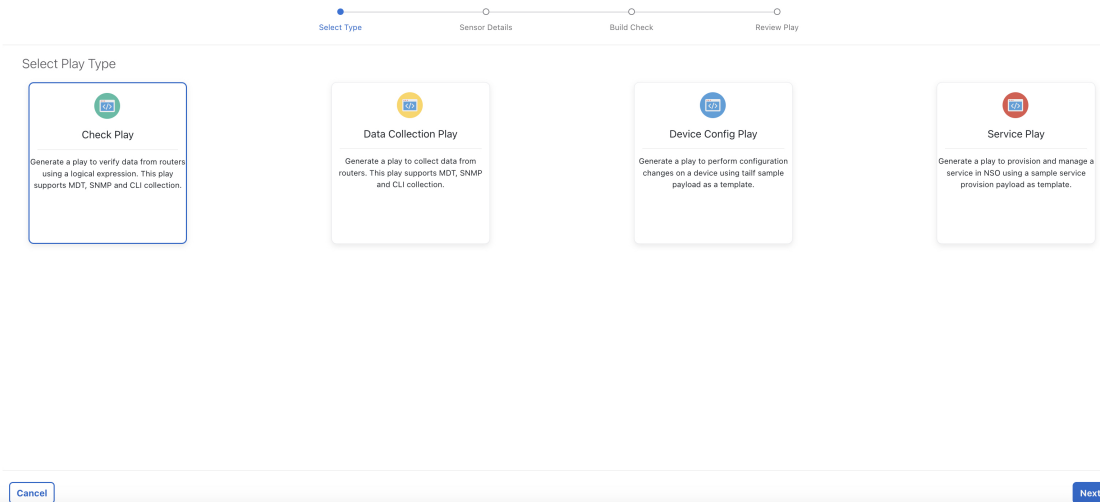 Select Type
Sensor Details
Build Check
Review Play
Select Play Type
Check Play
Generate a play to verify data from routers
using a logical expression. This play
supports MDT, SNMP and CLI collection.
Data Collection Play
Generate a play to collect data from
routers. This play supports MDT, SNMP
and CLI collection.
Device Config Play
Generate a play to perform configuration
changes on a device using tailf sample
payload as a template.
Service Play
Generate a play to provision and manage a
service in NSO using a sample service
provision payload as template.
Cancel
Next